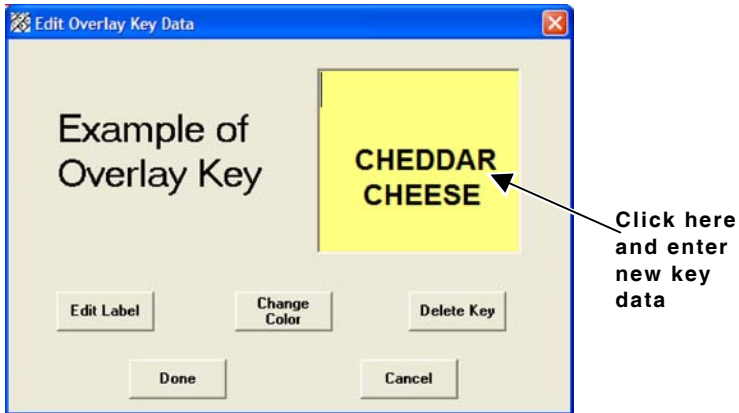 Edit Overlay Key Data
Example of
Overlay Key
CHEDDAR
CHEESE
Click here
and enter
new key
data
Edit Label
Change
Color
Delete Key
Done
Cancel